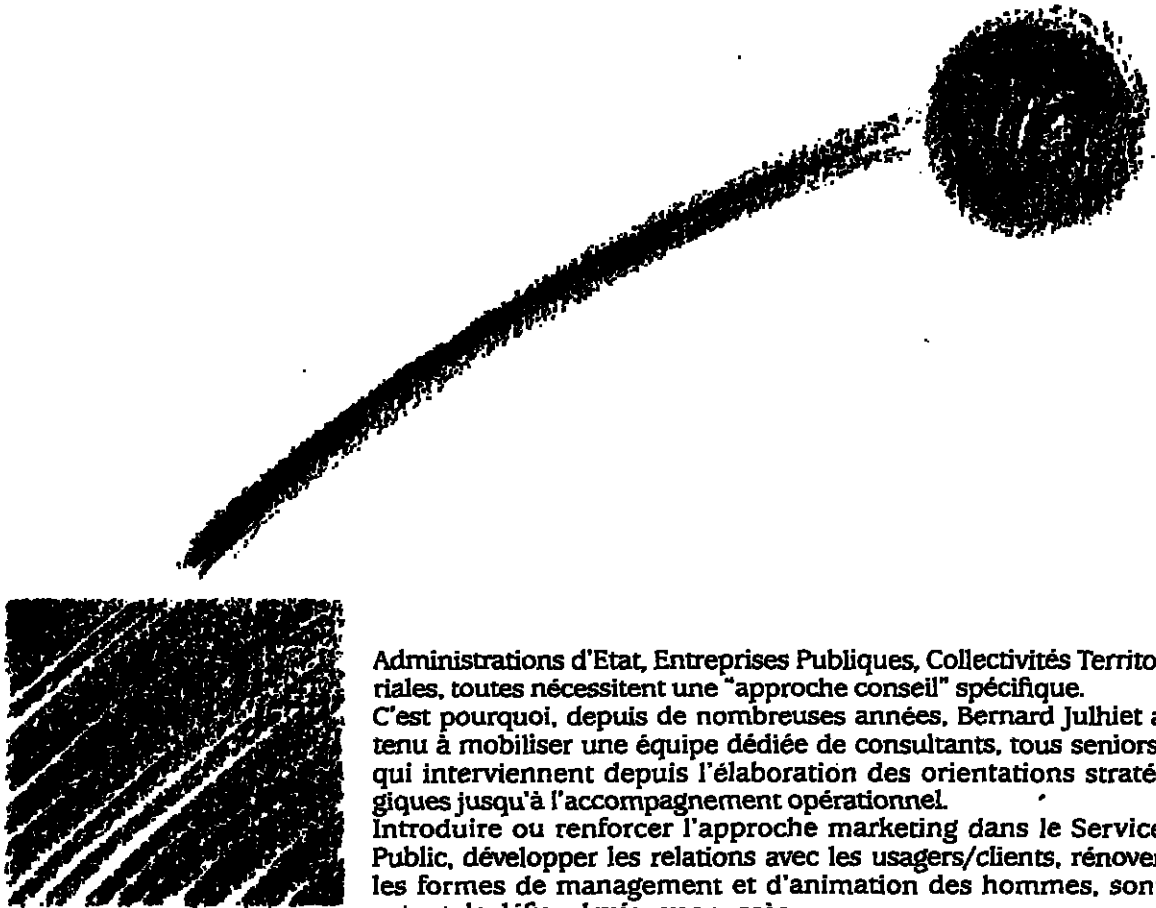 Administrations d'Etat, Entreprises Publiques, Collectivités Territo
riales, toutes nécessitent une "approche conseil" spécifique.
C'est pourquoi, depuis de nombreuses années, Bernard Julhiet a
tenu à mobiliser une équipe dédiée de consultants, tous seniors
qui interviennent depuis l'élaboration des orientations straté
giques jusqu'à l'accompagnement opérationnel.
Introduire ou renforcer l'approche marketing dans le Service
Public, développer les relations avec les usagers/clients, rénover
les formes de management et d'animation des hommes, son